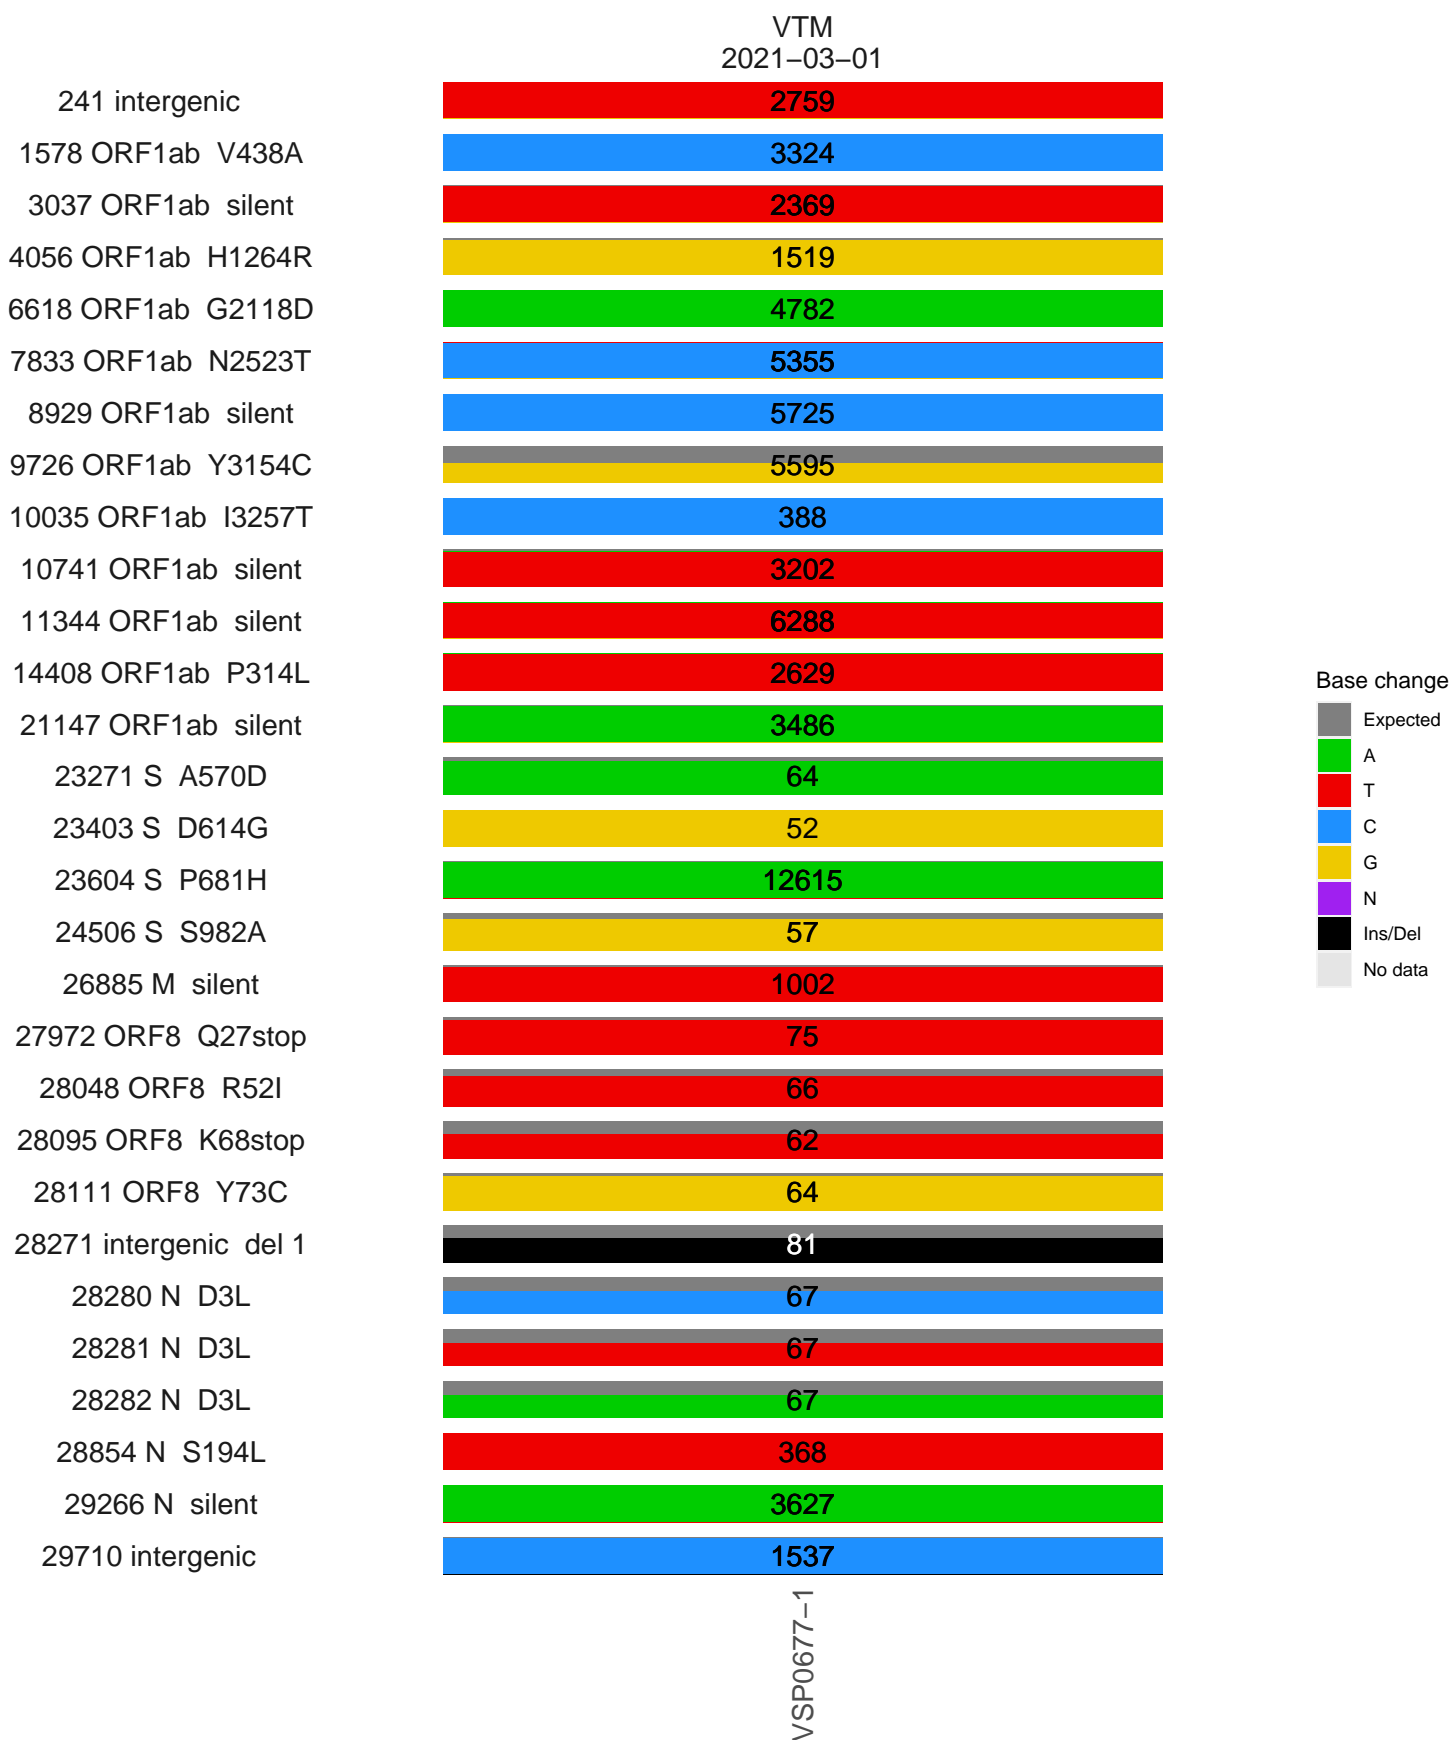 VTM
2021−03−01
241 intergenic 2759
1578 ORF1ab V438A 3324
3037 ORF1ab silent 2369
4056 ORF1ab H1264R 1519
6618 ORF1ab G2118D 4782
7833 ORF1ab N2523T 5355
8929 ORF1ab silent 5725
9726 ORF1ab Y3154C 5595
10035 ORF1ab I3257T 388
10741 ORF1ab silent 3202
11344 ORF1ab silent 6288
14408 ORF1ab P314L 2629
21147 ORF1ab silent 3486
23271 S A570D 64
23403 S D614G 52
23604 S P681H 12615
24506 S S982A 57
26885 M silent 1002
27972 ORF8 Q27stop 75
28048 ORF8 R52I 66
28095 ORF8 K68stop 62
28111 ORF8 Y73C 64
28271 intergenic del 1 81
28280 N D3L 67
28281 N D3L 67
28282 N D3L 67
28854 N S194L 368
29266 N silent 3627
29710 intergenic 1537
VSP0677−1
Base change
Expected
A
T
C
G
N
Ins/Del
No data